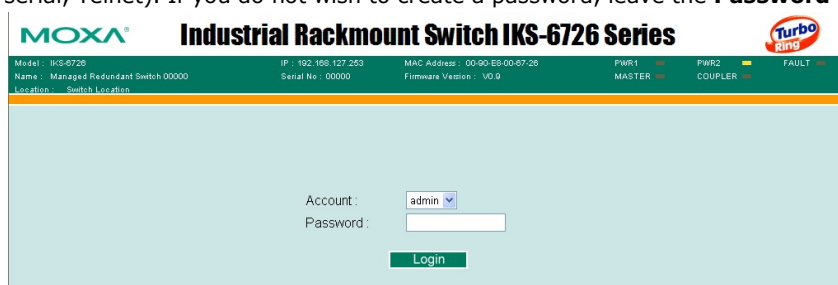 serial, Telnet). If you do not wish to create a password, leave the Password
MOXA® Industrial Rackmount Switch IKS-6726 Series Turbo Ring
Model : IKS-6726 IP : 192.168.127.253 MAC Address : 00-90-E8-00-67-26 PWR1 PWR2 FAULT
Name : Managed Redundant Switch 00000 Serial No : 00000 Firmware Version : V0.9 MASTER COUPLER
Location : Switch Location
Account : admin
Password :
Login